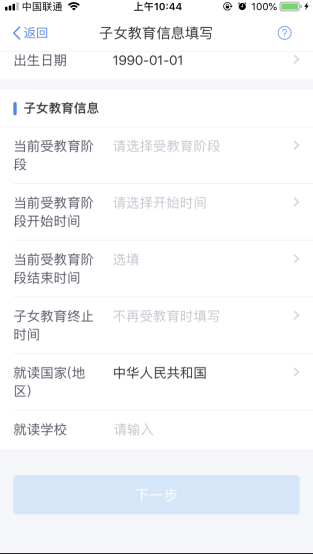 中国联通 上午10:44 100%
返回 子女教育信息填写 ?
出生日期 1990-01-01
子女教育信息
当前受教育阶 请选择受教育阶段
段
当前受教育阶 请选择开始时间
段开始时间
当前受教育阶 选填
段结束时间
子女教育终止 不再受教育时填写
时间
就读国家(地 中华人民共和国
区)
就读学校 请输入
下一步